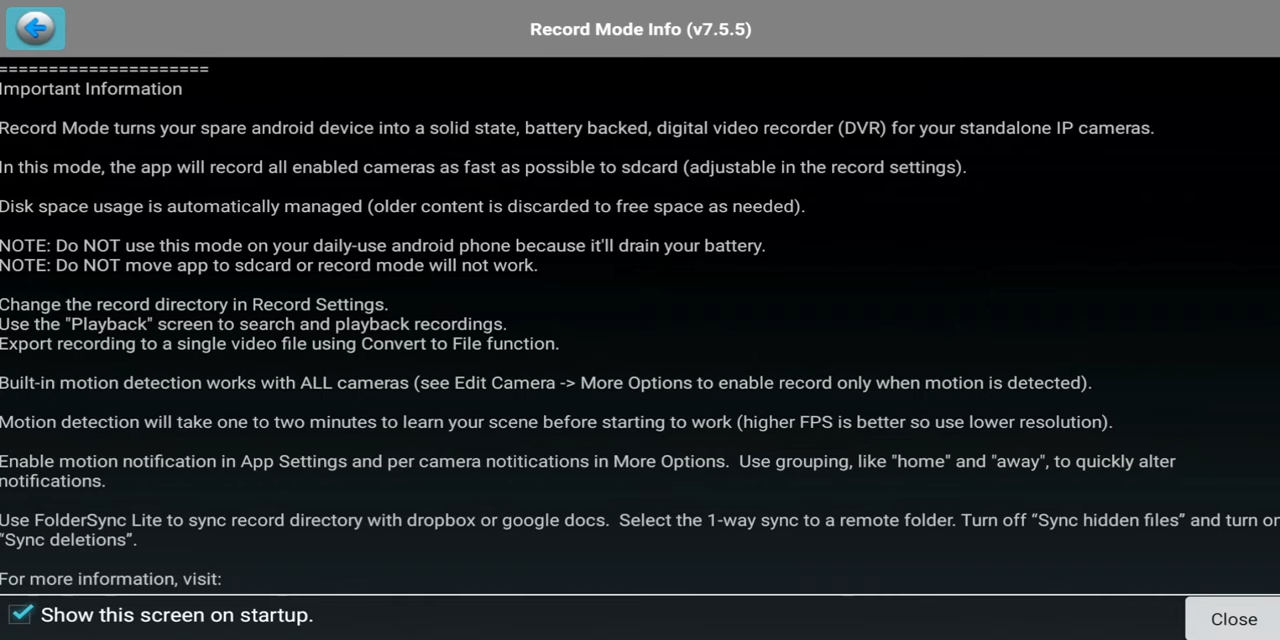 Record Mode Info (v7.5.5)
=====================
Important Information
Record Mode turns your spare android device into a solid state, battery backed, digital video recorder (DVR) for your standalone IP cameras.
In this mode, the app will record all enabled cameras as fast as possible to sdcard (adjustable in the record settings).
Disk space usage is automatically managed (older content is discarded to free space as needed).
NOTE: Do NOT use this mode on your daily-use android phone because it'll drain your battery.
NOTE: Do NOT move app to sdcard or record mode will not work.
Change the record directory in Record Settings.
Use the "Playback" screen to search and playback recordings.
Export recording to a single video file using Convert to File function.
Built-in motion detection works with ALL cameras (see Edit Camera -> More Options to enable record only when motion is detected).
Motion detection will take one to two minutes to learn your scene before starting to work (higher FPS is better so use lower resolution).
Enable motion notification in App Settings and per camera notitications in More Options.  Use grouping, like "home" and "away", to quickly alter
notifications.
Use FolderSync Lite to sync record directory with dropbox or google docs.  Select the 1-way sync to a remote folder. Turn off “Sync hidden files” and turn on
“Sync deletions”.
For more information, visit:
Show this screen on startup.
Close